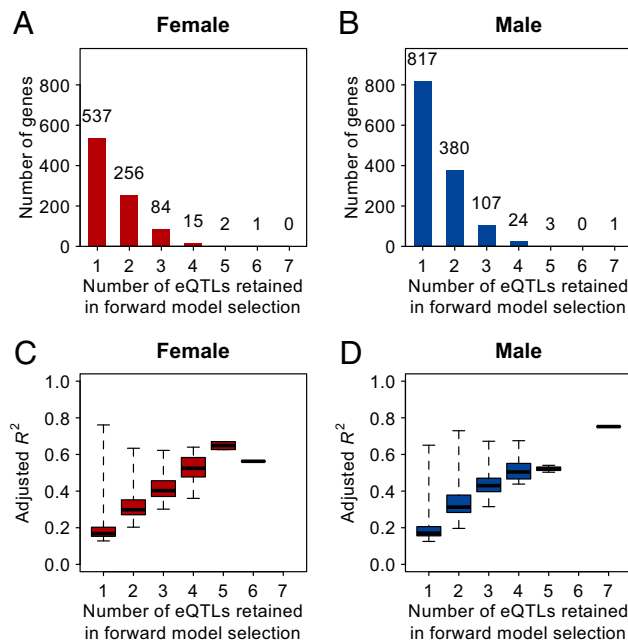 A
Female
Number of genes
800
600
400
200
0
537
256
84
15
2
1
0
1 2 3 4 5 6 7
Number of eQTLs retained
in forward model selection
B
Male
Number of genes
800
600
400
200
0
817
380
107
24
3
0
1
1 2 3 4 5 6 7
Number of eQTLs retained
in forward model selection
C
Female
Adjusted R²
1.0
0.8
0.6
0.4
0.2
0.0
1 2 3 4 5 6 7
Number of eQTLs retained
in forward model selection
D
Male
Adjusted R²
1.0
0.8
0.6
0.4
0.2
0.0
1 2 3 4 5 6 7
Number of eQTLs retained
in forward model selection